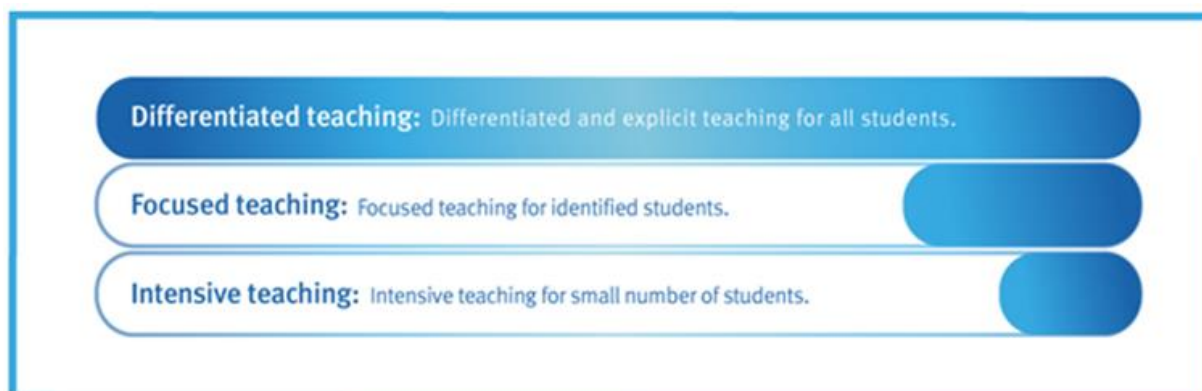 Differentiated teaching: Differentiated and explicit teaching for all students.
Focused teaching: Focused teaching for identified students.
Intensive teaching: Intensive teaching for small number of students.